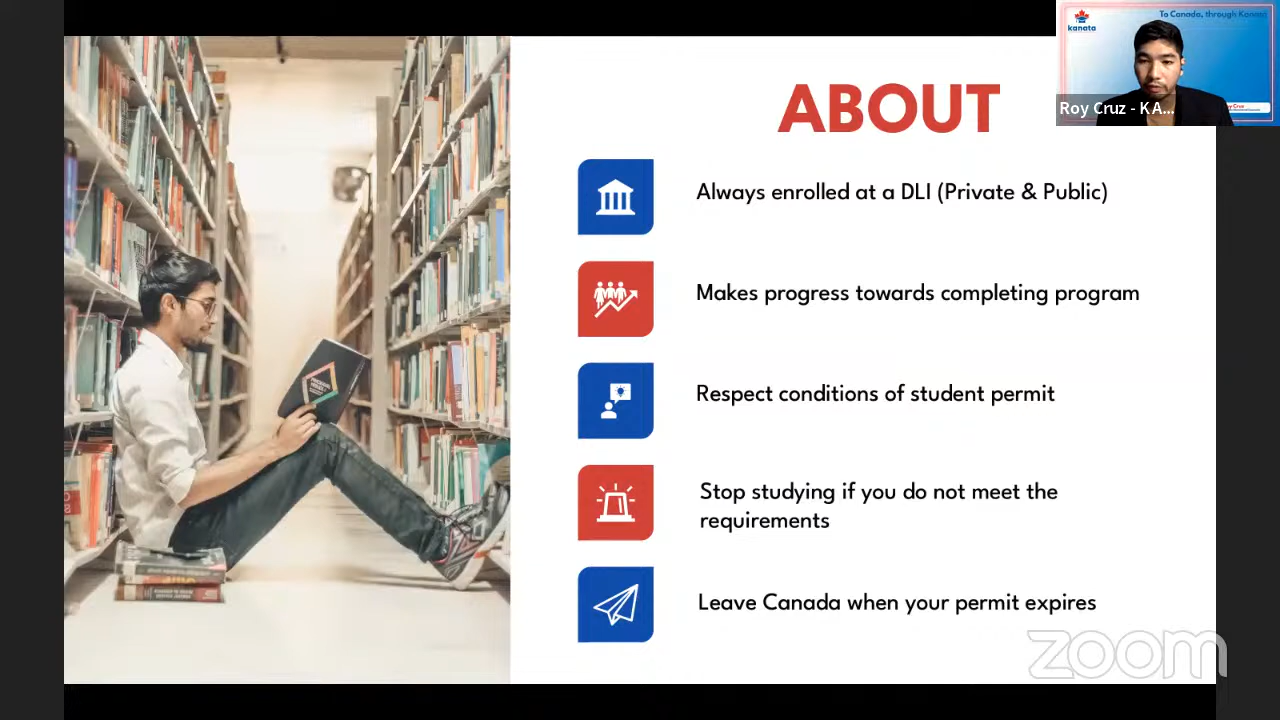 To Canada, through Kanata
kanata
Roy Cruz - K A...
ABOUT
Always enrolled at a DLI (Private & Public)
Makes progress towards completing program
Respect conditions of student permit
Stop studying if you do not meet the
requirements
Leave Canada when your permit expires
zoom